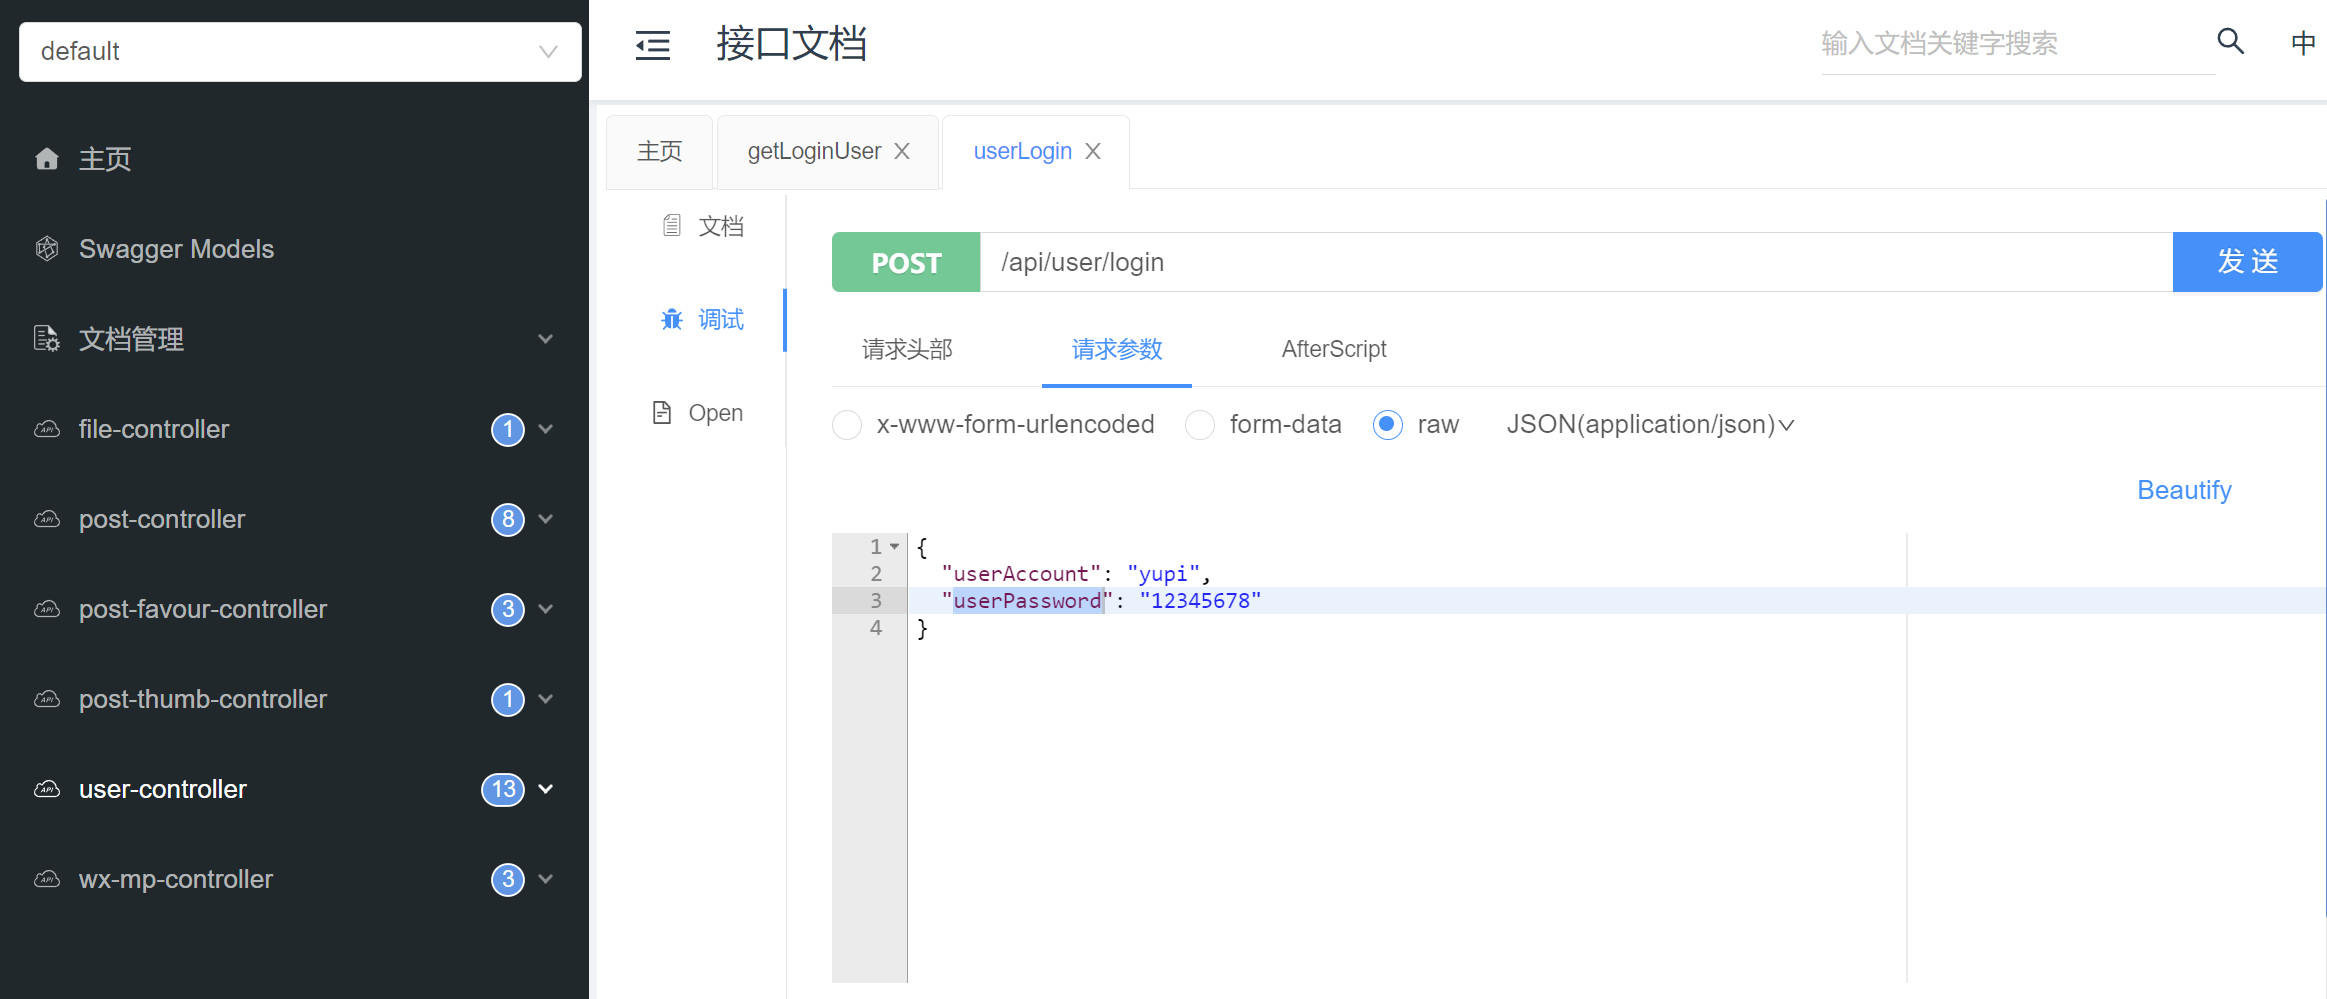 default
主页
Swagger Models
文档管理
file-controller 1
post-controller 8
post-favour-controller 3
post-thumb-controller 1
user-controller 13
wx-mp-controller 3
接口文档
输入文档关键字搜索
中
主页 getLoginUser userLogin
文档
调试
Open
POST /api/user/login 发 送
请求头部 请求参数 AfterScript
x-www-form-urlencoded form-data raw JSON(application/json)
Beautify
1 {
2 "userAccount": "yupi",
3 "userPassword": "12345678"
4 }